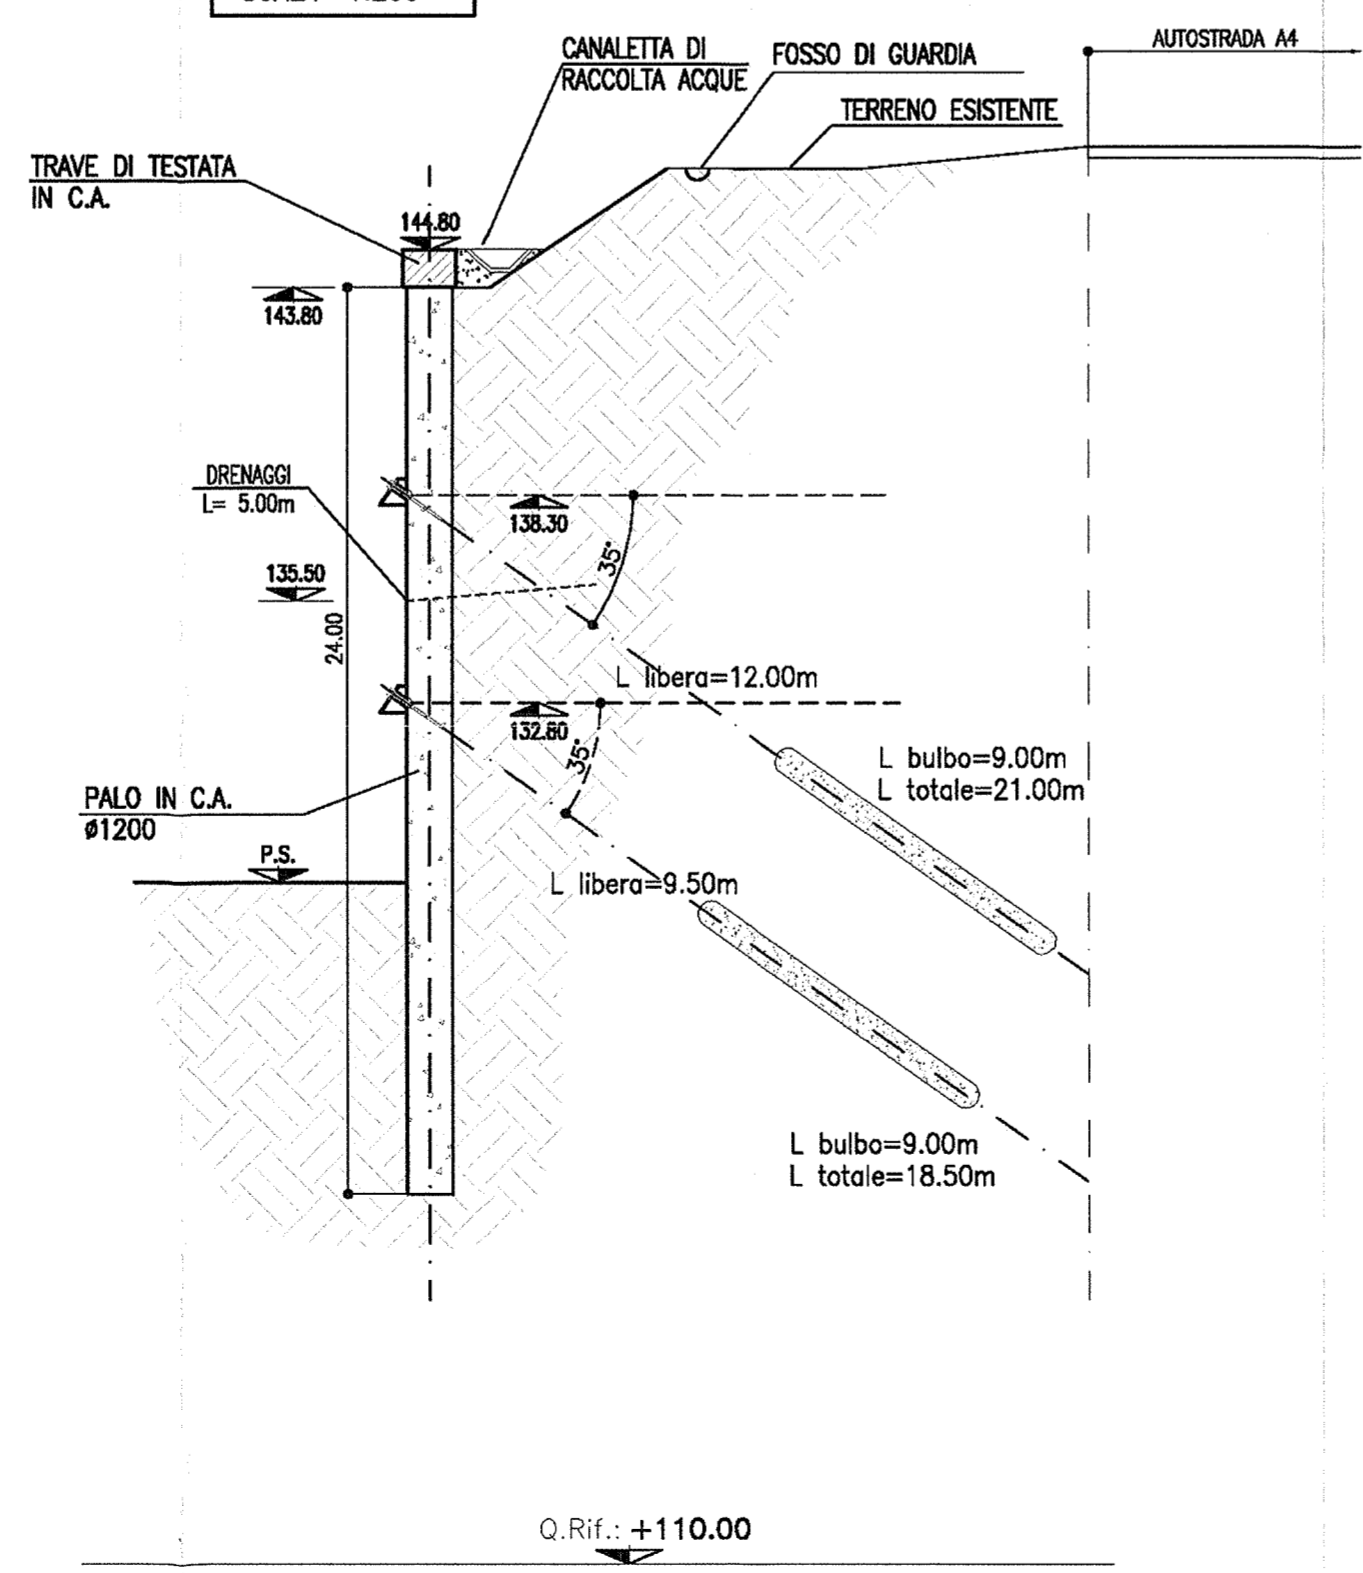 CANALETTA DI
RACCOLTA ACQUE
FOSSO DI GUARDIA
AUTOSTRADA A4
TERRENO ESISTENTE
TRAVE DI TESTATA
IN C.A.
144.80
143.80
DRENAGGI
L= 5.00m
138.30
35°
135.50
24.00
L libera=12.00m
132.80
35°
L bulbo=9.00m
L totale=21.00m
PALO IN C.A.
ø1200
P.S.
L libera=9.50m
L bulbo=9.00m
L totale=18.50m
Q.Rif.: +110.00